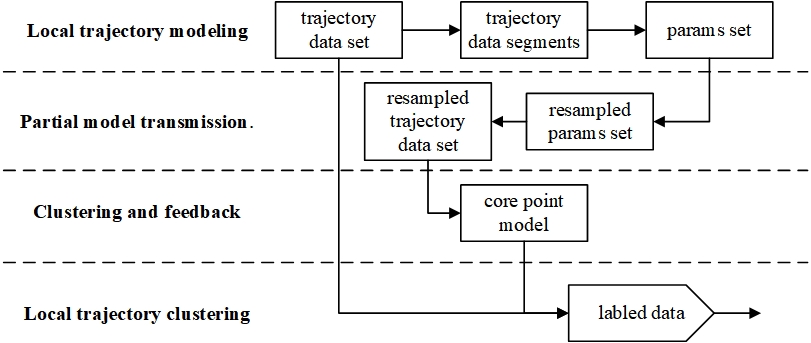 Local trajectory modeling
trajectory
data set
trajectory
data segments
params set
Partial model transmission.
resampled
trajectory
data set
resampled
params set
Clustering and feedback
core point
model
Local trajectory clustering
labled data